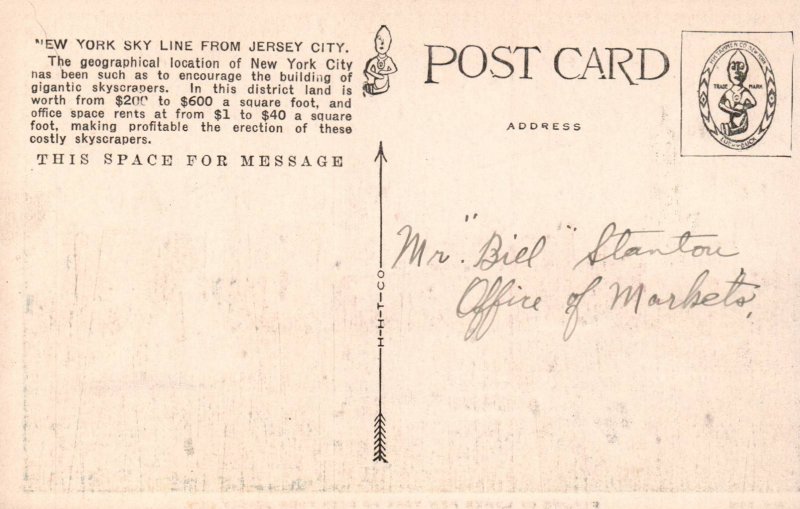 NEW YORK SKY LINE FROM JERSEY CITY.
The geographical location of New York City
has been such as to encourage the building of
gigantic skyscrapers. In this district land is
worth from $200 to $600 a square foot, and
office space rents at from $1 to $40 a square
foot, making profitable the erection of these
costly skyscrapers.
THIS SPACE FOR MESSAGE
H-H-T-CO
POST CARD
ADDRESS
TRADE MARK
Mr. "Bill" Stanton
Office of Markets.